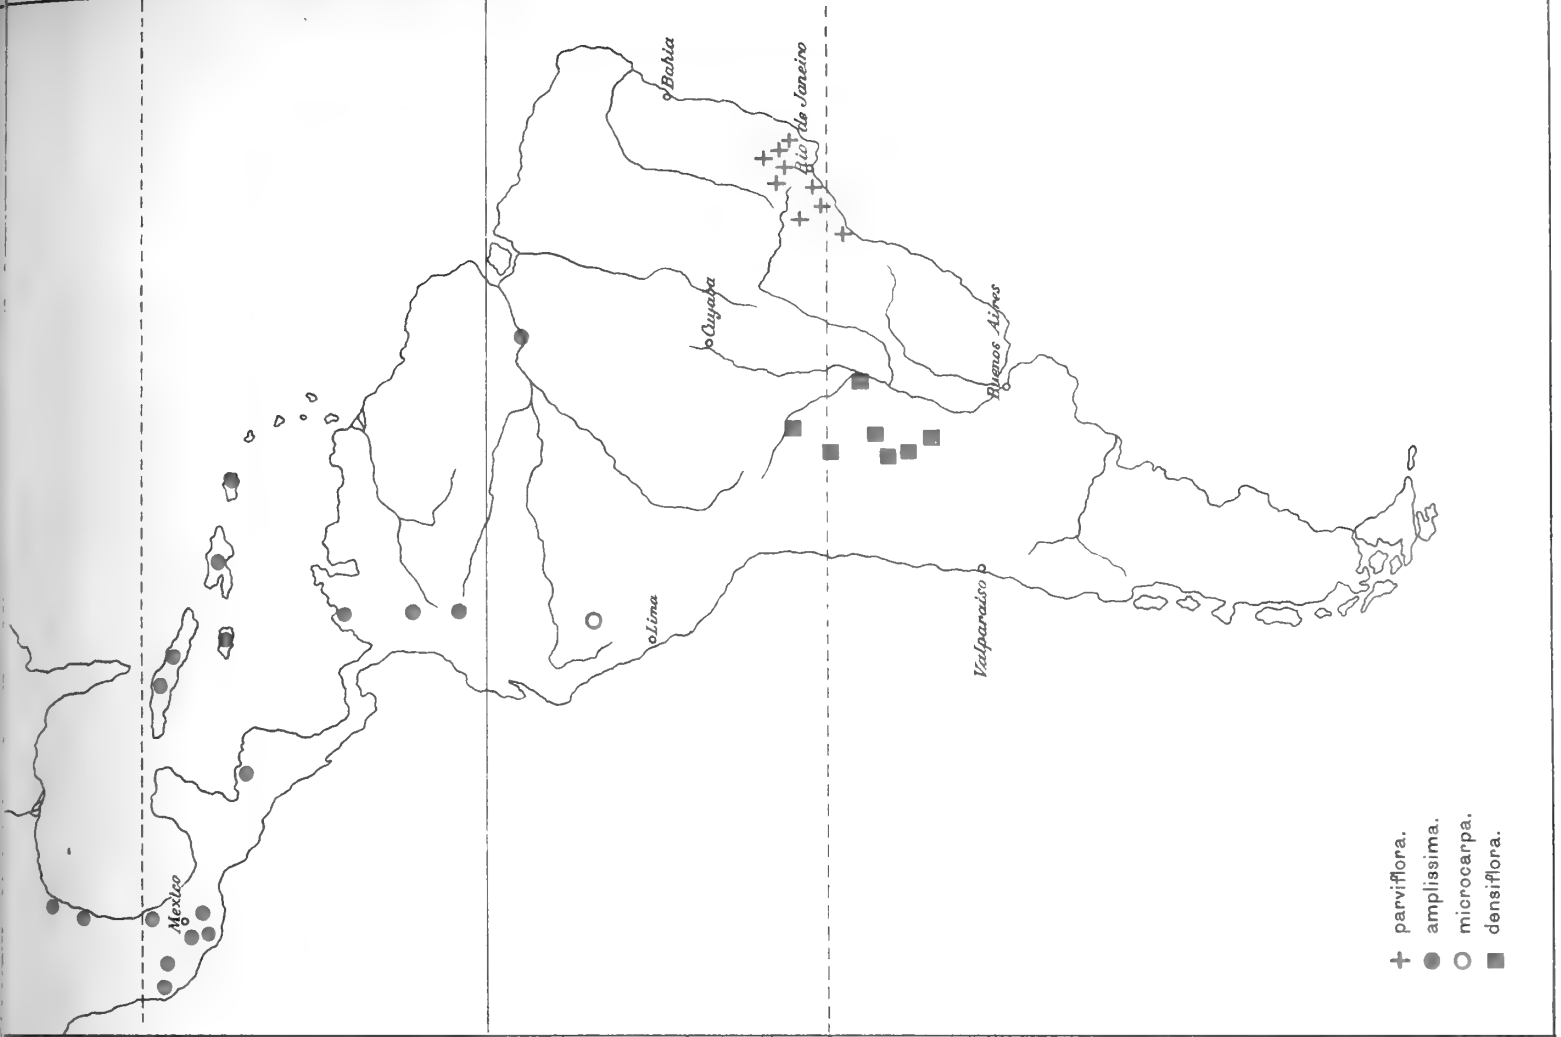 Mexico
Bahia
Rio de Janeiro
Cuyaba
Lima
Buenos Aires
Valparaiso
parviflora.
amplissima.
microcarpa.
densiflora.